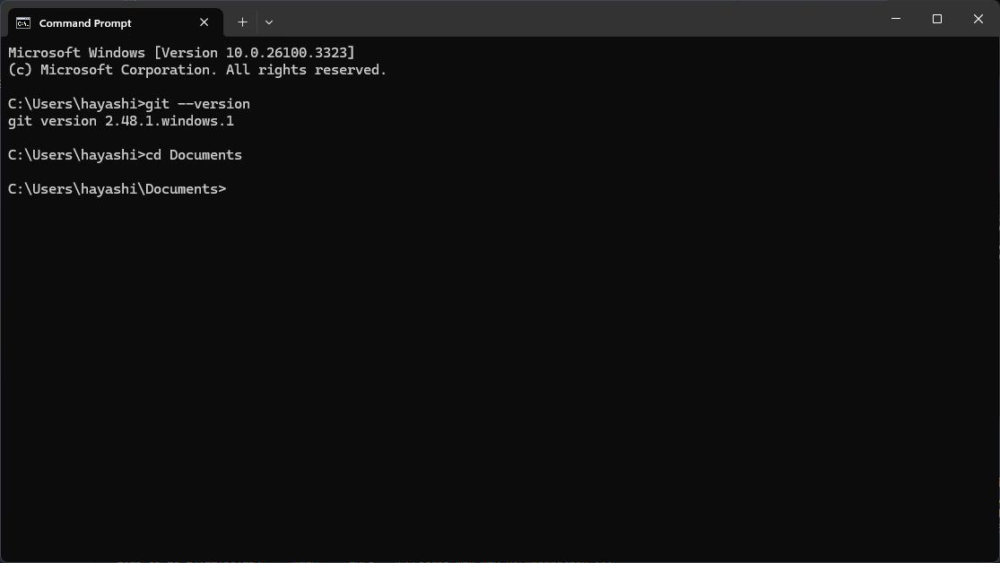 Command Prompt
Microsoft Windows [Version 10.0.26100.3323]
(c) Microsoft Corporation. All rights reserved.
C:\Users\hayashi>git --version
git version 2.48.1.windows.1
C:\Users\hayashi>cd Documents
C:\Users\hayashi\Documents>